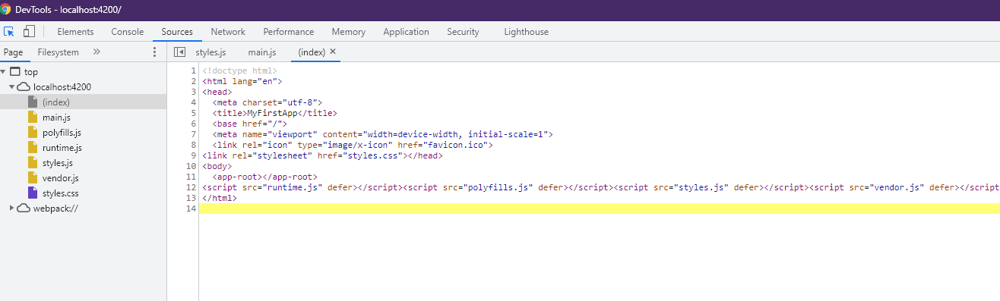 DevTools - localhost:4200/
Elements Console Sources Network Performance Memory Application Security Lighthouse
Page Filesystem »
styles.js main.js (index) ×
top
localhost:4200
(index)
main.js
polyfills.js
runtime.js
styles.js
vendor.js
styles.css
webpack://
1 <!doctype html>
2 <html lang="en">
3 <head>
4   <meta charset="utf-8">
5   <title>MyFirstApp</title>
6   <base href="/">
7   <meta name="viewport" content="width=device-width, initial-scale=1">
8   <link rel="icon" type="image/x-icon" href="favicon.ico">
9 <link rel="stylesheet" href="styles.css"></head>
10 <body>
11   <app-root></app-root>
12 <script src="runtime.js" defer></script><script src="polyfills.js" defer></script><script src="styles.js" defer></script><script src="vendor.js" defer></script
13 </html>
14